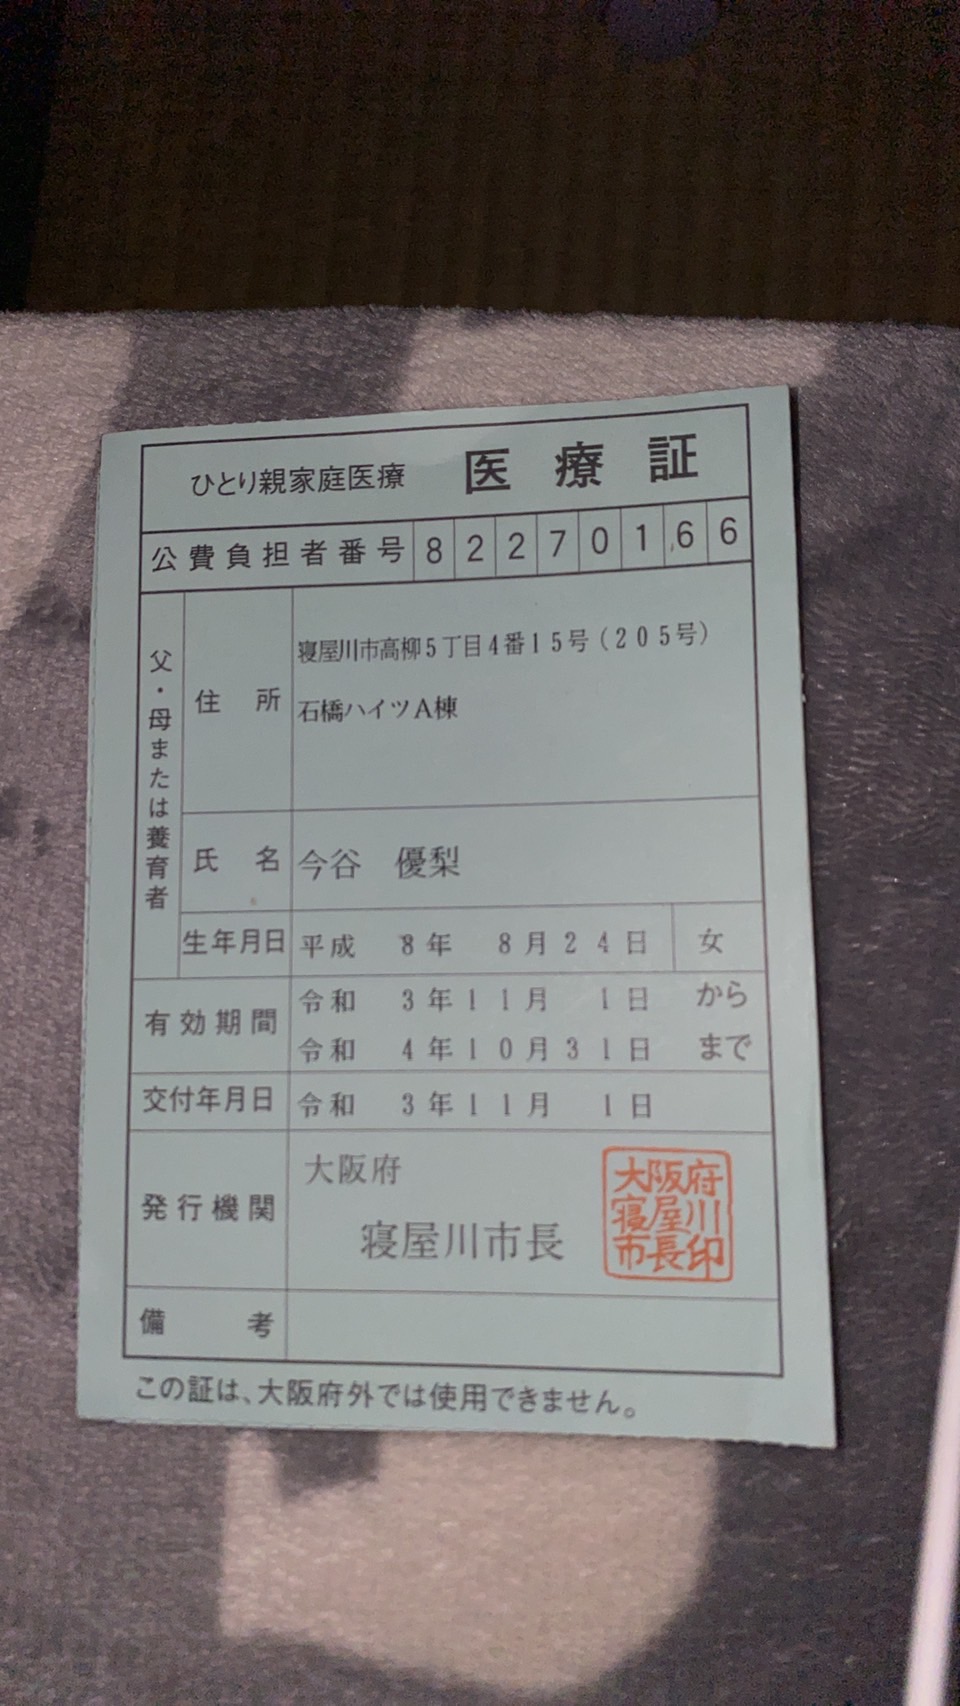 ひとり親家庭医療 医療証
公費負担者番号 82270166
父・母または養育者
住所 寝屋川市高柳5丁目4番15号(205号)
石橋ハイツA棟
氏名 今谷 優梨
生年月日 平成 8年 8月24日 女
有効期間 令和 3年11月 1日 から
令和 4年10月31日 まで
交付年月日 令和 3年11月 1日
発行機関 大阪府
寝屋川市長
大阪府
寝屋川
市長印
備考
この証は、大阪府外では使用できません。